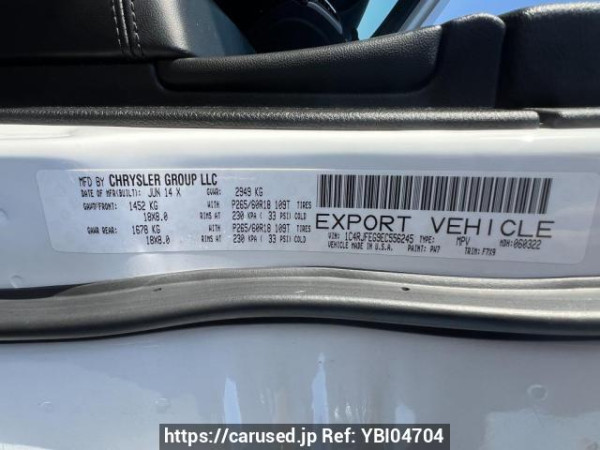 MFD BY CHRYSLER GROUP LLC
DATE OF MFR(BUILT): JUN 14 X GVWR: 2949 KG
GAWR FRONT: 1452 KG WITH P265/60R18 109T TIRES
18X8.0 RIMS AT 230 KPA ( 33 PSI) COLD
GAWR REAR: 1678 KG WITH P265/60R18 109T TIRES
18X8.0 RIMS AT 230 KPA ( 33 PSI) COLD
EXPORT VEHICLE
VIN: 1C4RJFEG9EC556245 TYPE: MPV MDH: 060322
VEHICLE MADE IN U.S.A. PAINT: PW7 TRIM: F7X9
https://carused.jp Ref: YBI04704